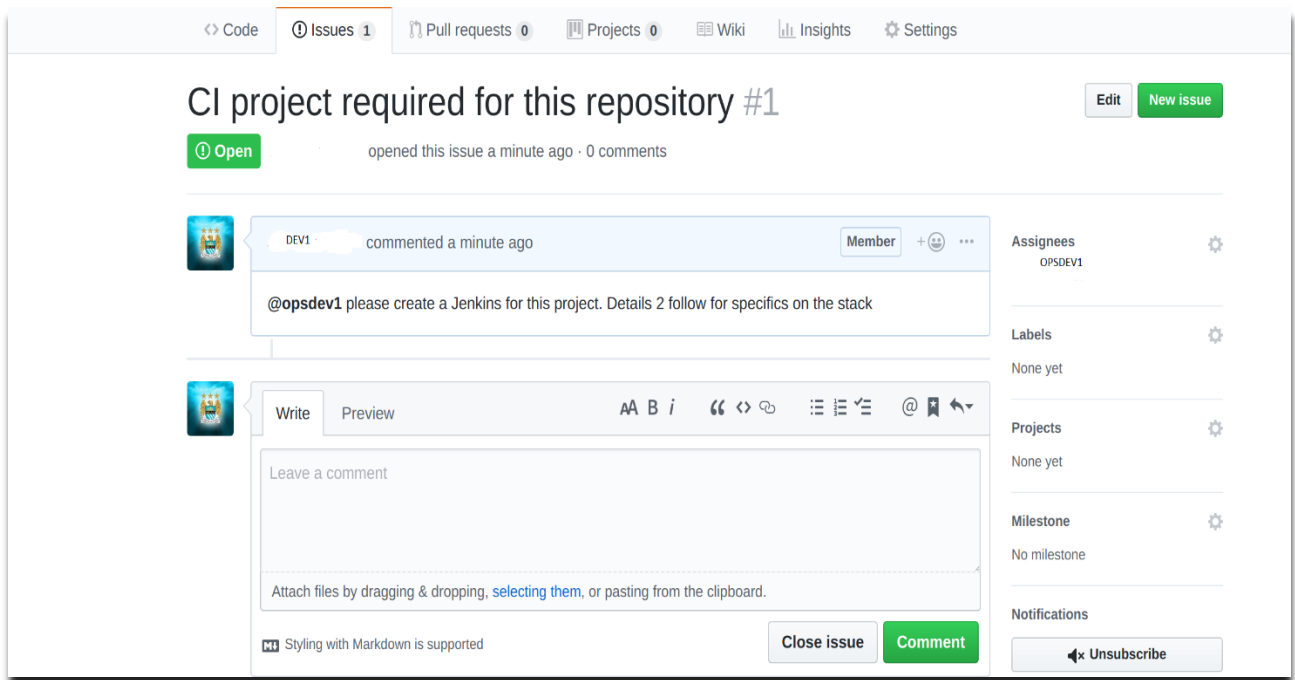 Code Issues 1 Pull requests 0 Projects 0 Wiki Insights Settings
CI project required for this repository #1
Edit New issue
Open opened this issue a minute ago · 0 comments
DEV1 commented a minute ago Member
@opsdev1 please create a Jenkins for this project. Details 2 follow for specifics on the stack
Assignees
OPSDEV1
Labels
None yet
Projects
None yet
Milestone
No milestone
Notifications
Unsubscribe
Write Preview AA B i
Leave a comment
Attach files by dragging & dropping, selecting them, or pasting from the clipboard.
Styling with Markdown is supported
Close issue Comment